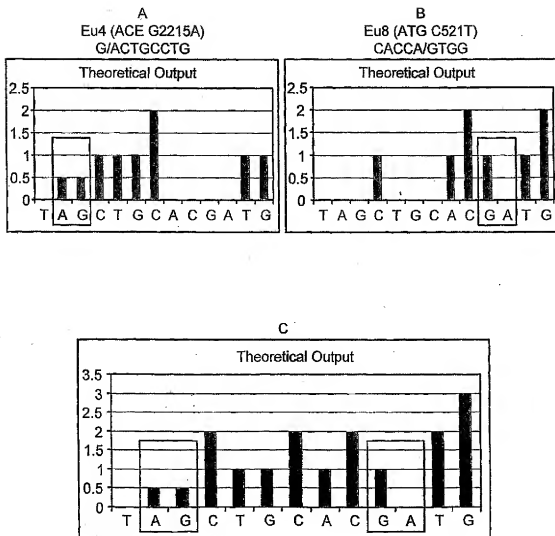 A
Eu4 (ACE G2215A)
G/ACTGCCTG
Theoretical Output
2.5
2
1.5
1
0.5
0
T A G C T G C A C G A T G
B
Eu8 (ATG C521T)
CACCA/GTGG
Theoretical Output
2.5
2
1.5
1
0.5
0
T A G C T G C A C G A T G
C
Theoretical Output
3.5
3
2.5
2
1.5
1
0.5
0
T A G C T G C A C G A T G